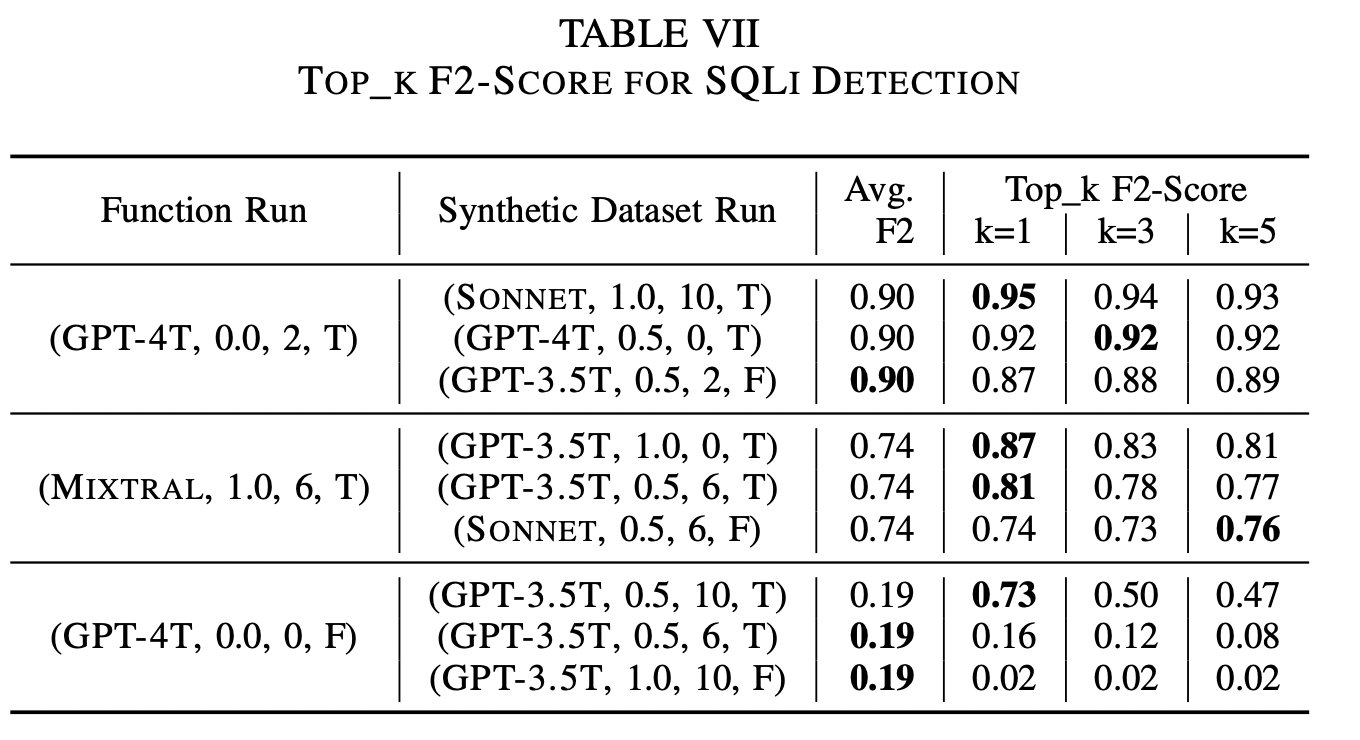 TABLE VII
TOP_K F2-SCORE FOR SQLI DETECTION
Function Run Synthetic Dataset Run Avg. F2 Top_k F2-Score
k=1 k=3 k=5
(GPT-4T, 0.0, 2, T)
(SONNET, 1.0, 10, T) 0.90 0.95 0.94 0.93
(GPT-4T, 0.5, 0, T) 0.90 0.92 0.92 0.92
(GPT-3.5T, 0.5, 2, F) 0.90 0.87 0.88 0.89
(MIXTRAL, 1.0, 6, T)
(GPT-3.5T, 1.0, 0, T) 0.74 0.87 0.83 0.81
(GPT-3.5T, 0.5, 6, T) 0.74 0.81 0.78 0.77
(SONNET, 0.5, 6, F) 0.74 0.74 0.73 0.76
(GPT-4T, 0.0, 0, F)
(GPT-3.5T, 0.5, 10, T) 0.19 0.73 0.50 0.47
(GPT-3.5T, 0.5, 6, T) 0.19 0.16 0.12 0.08
(GPT-3.5T, 1.0, 10, F) 0.19 0.02 0.02 0.02